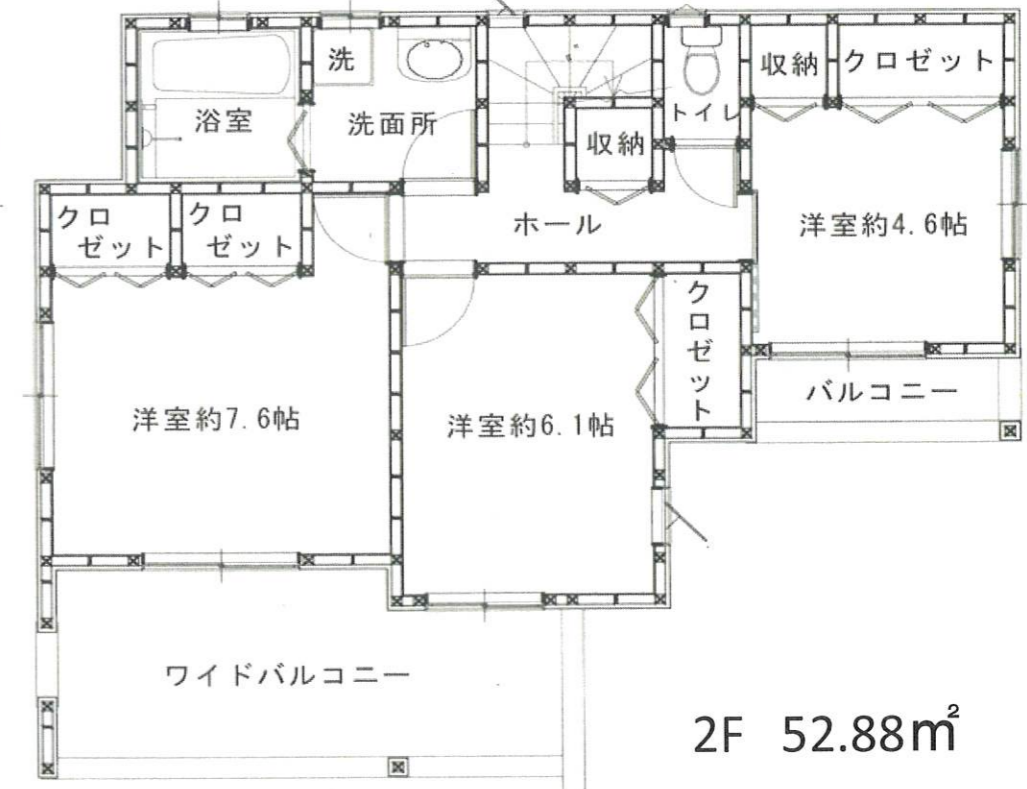 洗
浴室
洗面所
トイレ
収納
クロゼット
収納
クロ
ゼット
クロ
ゼット
ホール
洋室約4.6帖
クロゼット
バルコニー
洋室約7.6帖
洋室約6.1帖
ワイドバルコニー
2F 52.88㎡